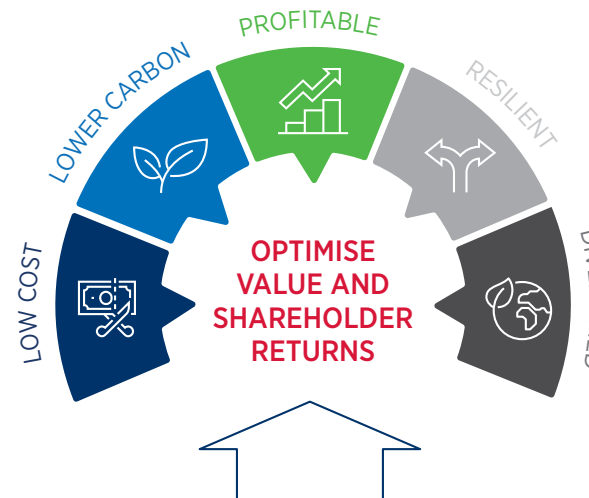 PROFITABLE
LOWER CARBON
RESILIENT
LOW COST
OPTIMISE
VALUE AND
SHAREHOLDER
RETURNS